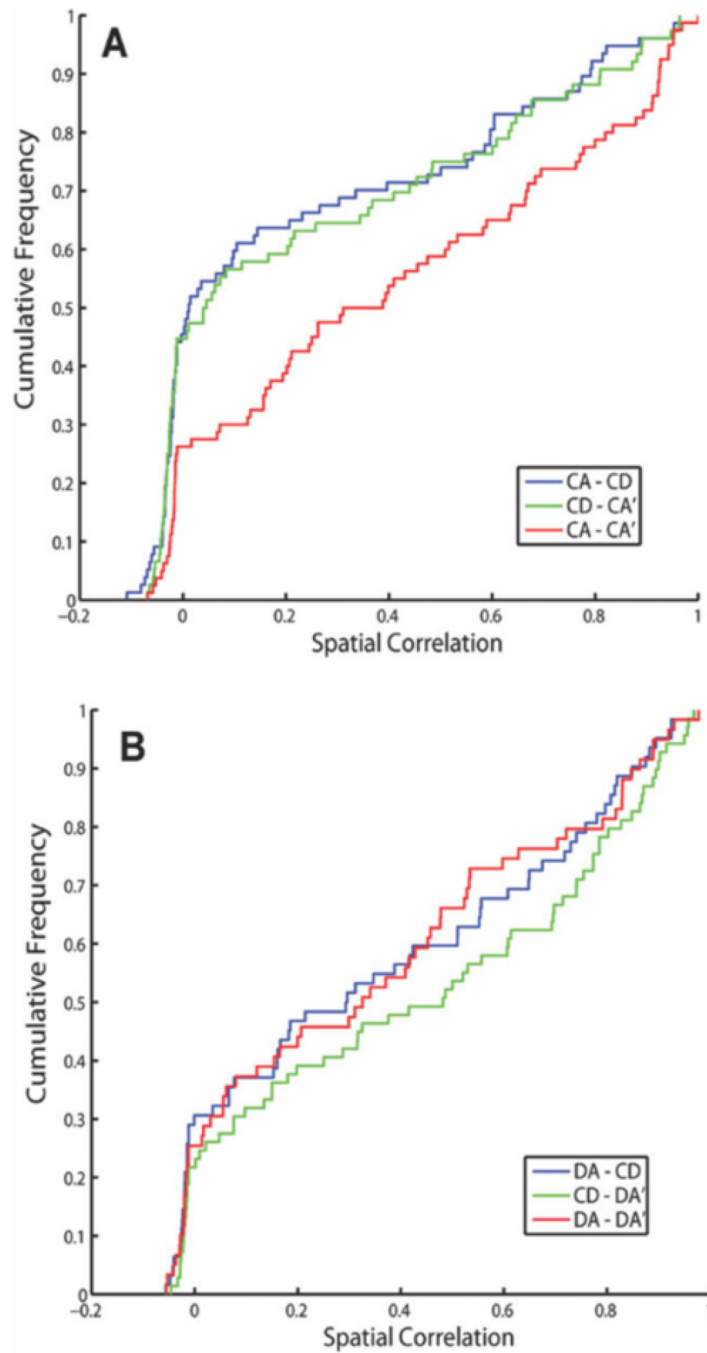 A
Cumulative Frequency
1
0.9
0.8
0.7
0.6
0.5
0.4
0.3
0.2
0.1
0
CA - CD
CD - CA'
CA - CA'
-0.2 0 0.2 0.4 0.6 0.8 1
Spatial Correlation
B
Cumulative Frequency
1
0.9
0.8
0.7
0.6
0.5
0.4
0.3
0.2
0.1
0
DA - CD
CD - DA'
DA - DA'
-0.2 0 0.2 0.4 0.6 0.8 1
Spatial Correlation